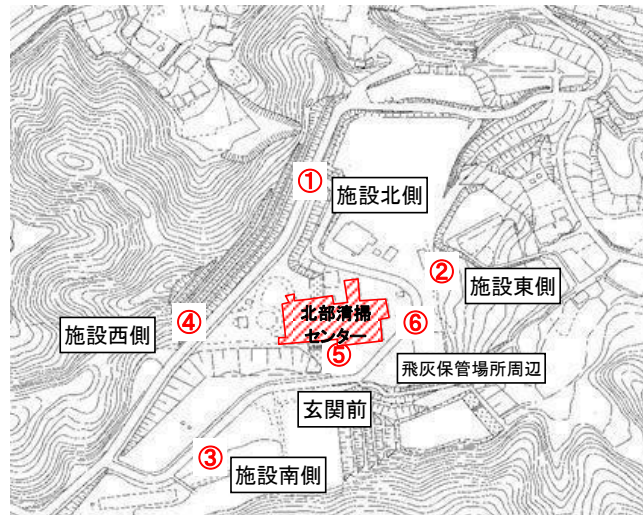 ①
施設北側
②
施設東側
北部清掃
センター
④
施設西側
⑥
⑤
飛灰保管場所周辺
玄関前
③
施設南側